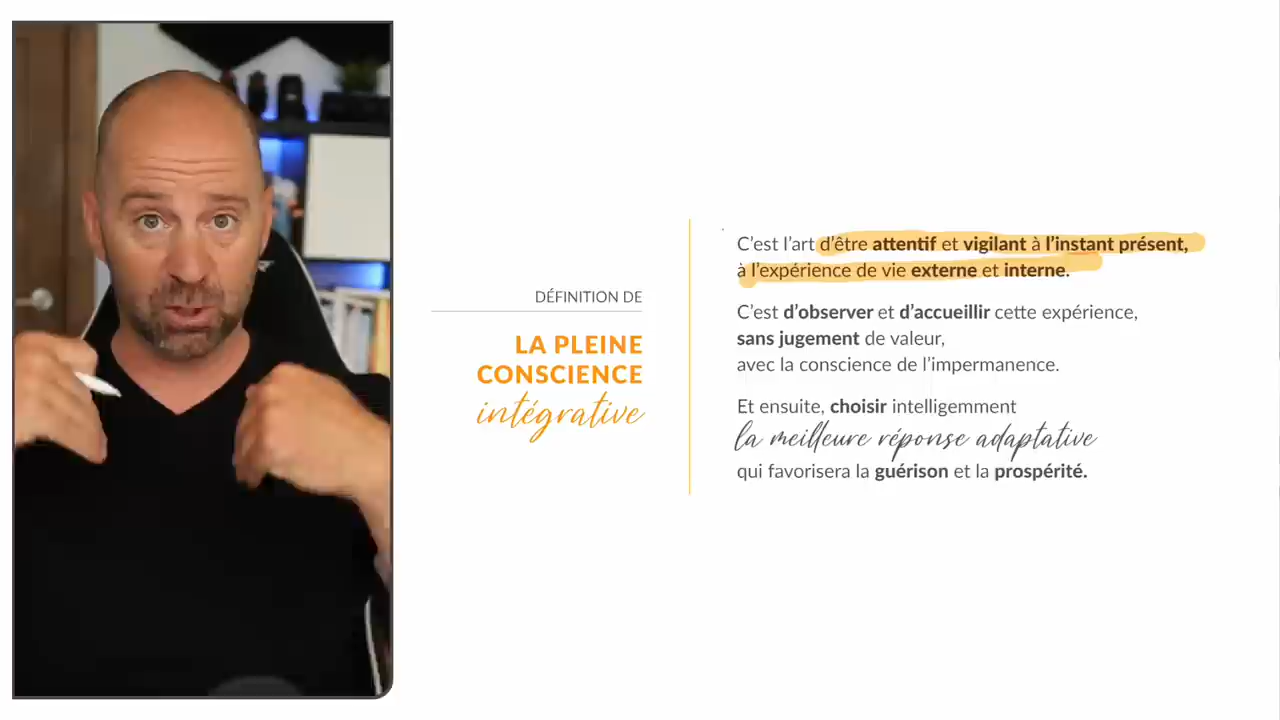 DÉFINITION DE
LA PLEINE
CONSCIENCE
intégrative
C'est l'art d'être attentif et vigilant à l'instant présent,
à l'expérience de vie externe et interne.
C'est d'observer et d'accueillir cette expérience,
sans jugement de valeur,
avec la conscience de l'impermanence.
Et ensuite, choisir intelligemment
la meilleure réponse adaptative
qui favorisera la guérison et la prospérité.